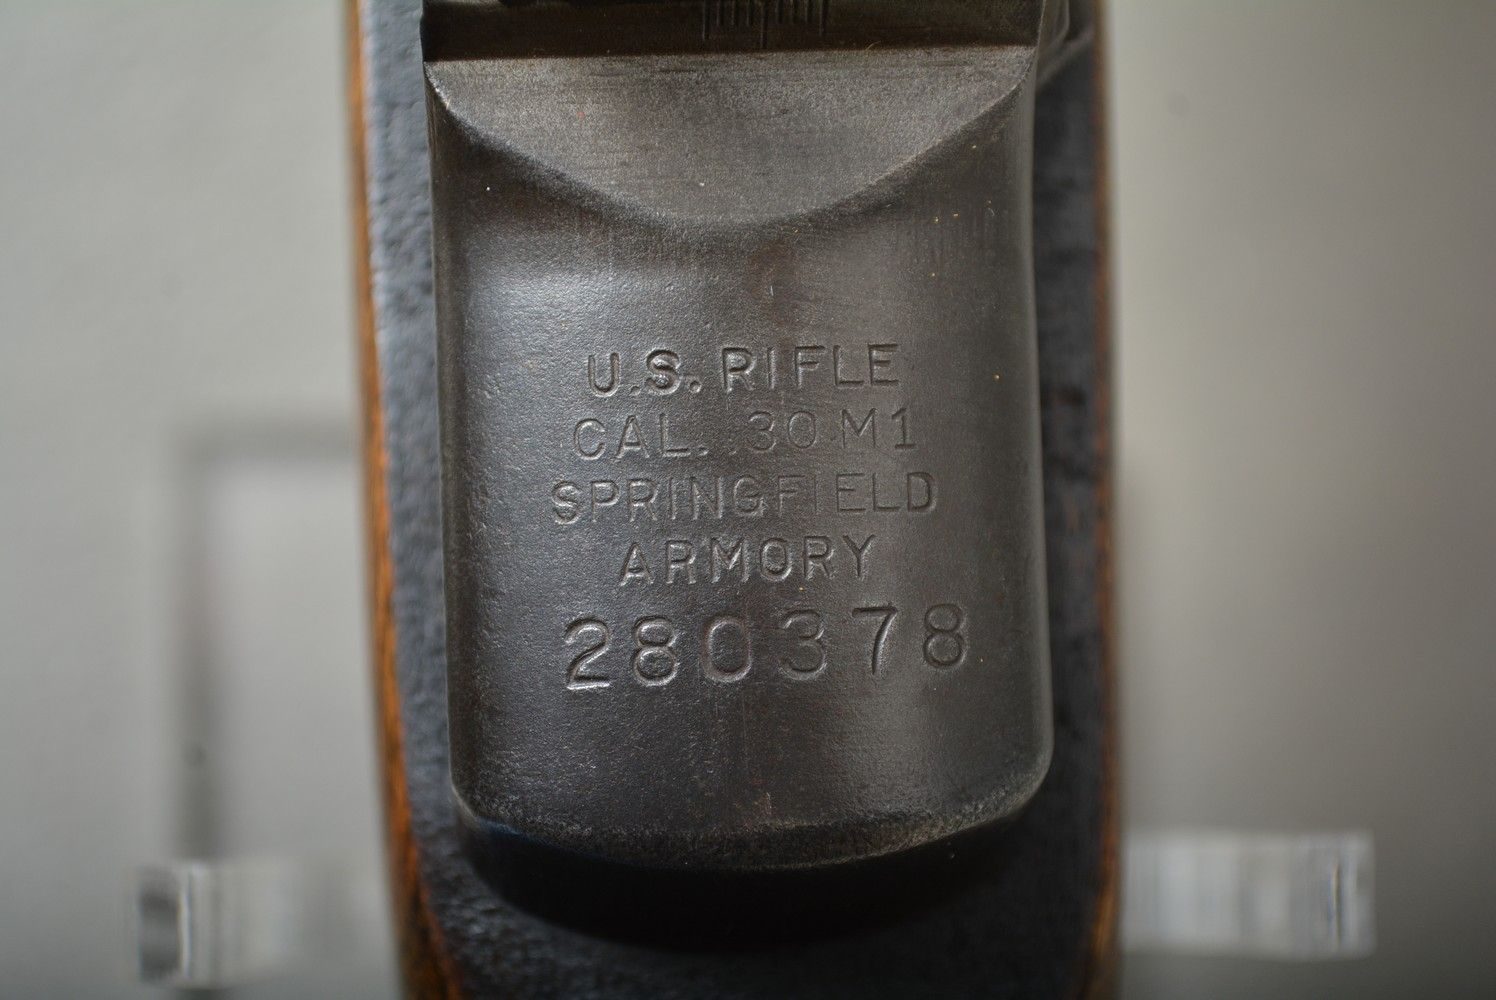 U.S. RIFLE
CAL. .30 M1
SPRINGFIELD
ARMORY
280378